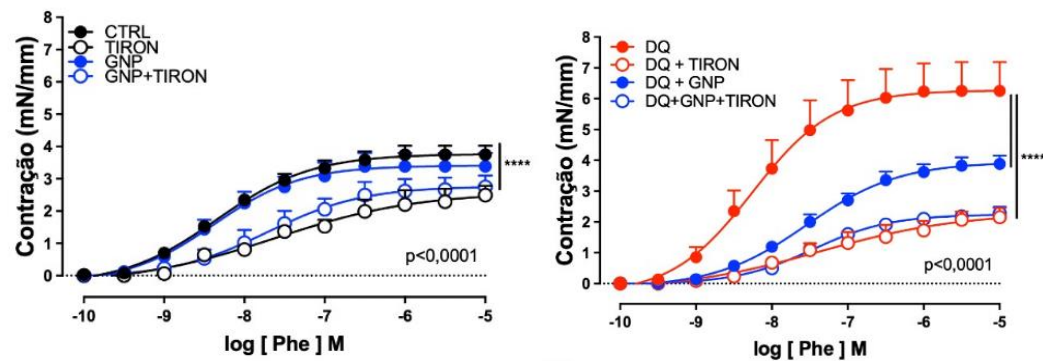 CTRL
TIRON
GNP
GNP+TIRON
Contração (mN/mm)
8
7
6
5
4
3
2
1
0
****
p<0,0001
-10 -9 -8 -7 -6 -5
log [ Phe ] M
DQ
DQ + TIRON
DQ + GNP
DQ+GNP+TIRON
Contração (mN/mm)
8
7
6
5
4
3
2
1
0
****
p<0,0001
-10 -9 -8 -7 -6 -5
log [ Phe ] M